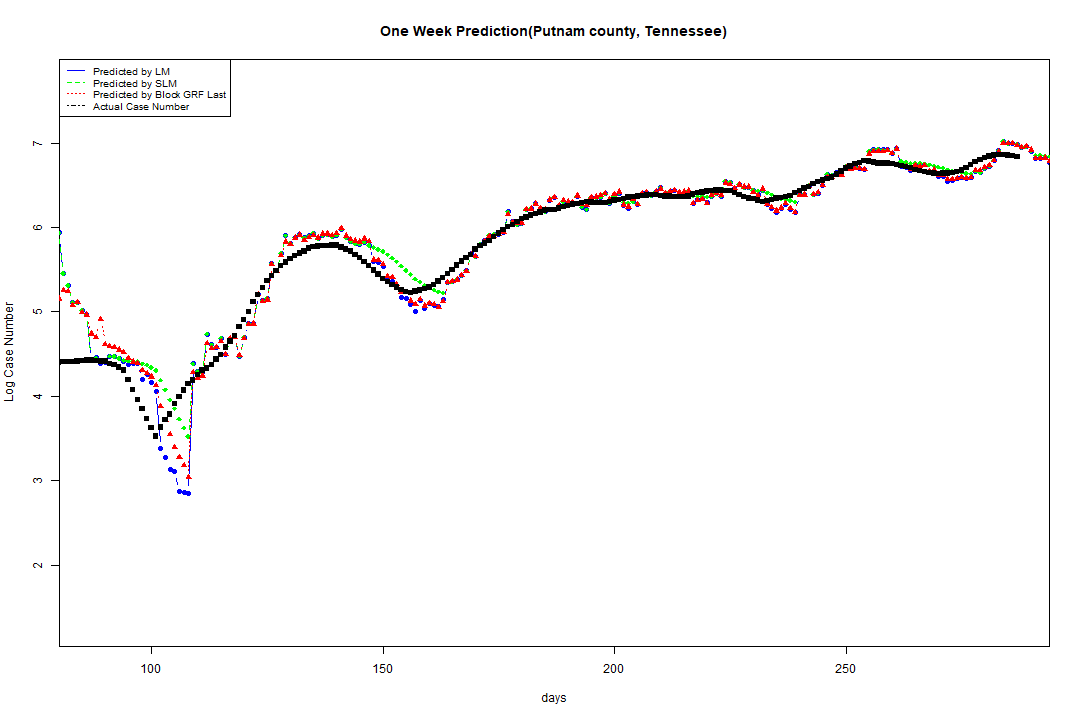 One Week Prediction(Putnam county, Tennessee)
Predicted by LM
Predicted by SLM
Predicted by Block GRF Last
Actual Case Number
7
6
5
4
3
2
Log Case Number
100 150 200 250
days